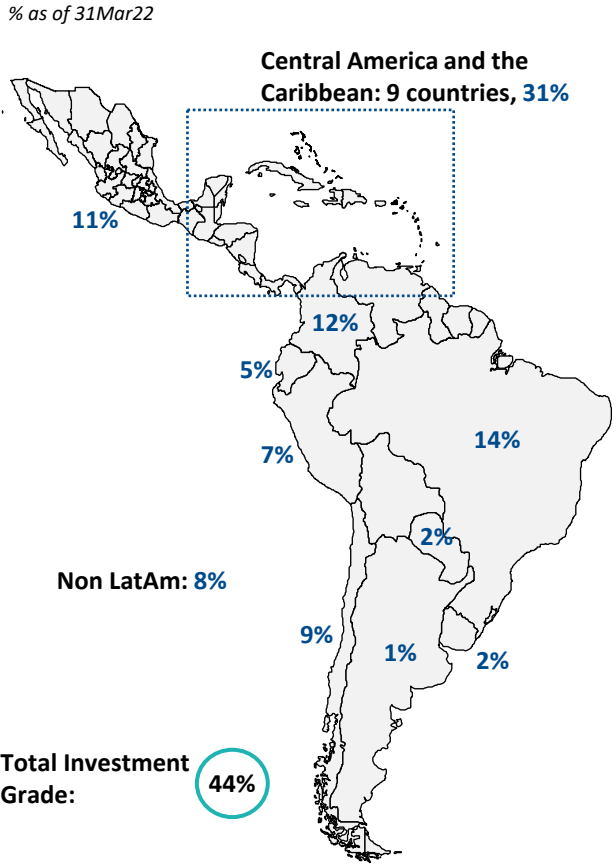 % as of 31Mar22
Central America and the
Caribbean: 9 countries, 31%
11%
12%
5%
14%
7%
2%
Non LatAm: 8%
9%
1%
2%
Total Investment
Grade:
44%